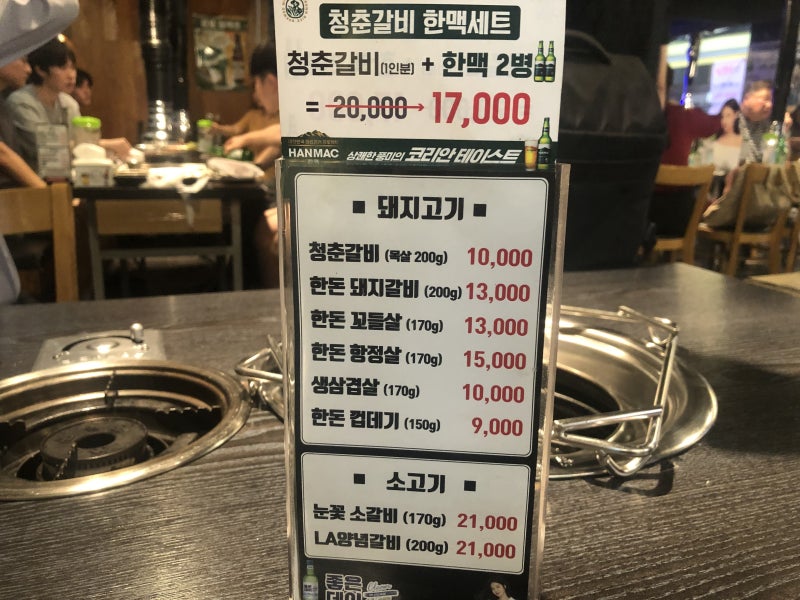 청춘갈비 한맥세트
청춘갈비(1인분) + 한맥 2병
= 20,000→ 17,000
HANMAC 상쾌한 풍미의 코리안 테이스트
■ 돼지고기 ■
청춘갈비 (목살 200g) 10,000
한돈 돼지갈비 (200g) 13,000
한돈 꼬들살 (170g) 13,000
한돈 항정살 (170g) 15,000
생삼겹살 (170g) 10,000
한돈 껍데기 (150g) 9,000
■ 소고기 ■
눈꽃 소갈비 (170g) 21,000
LA양념갈비 (200g) 21,000
좋은
데이